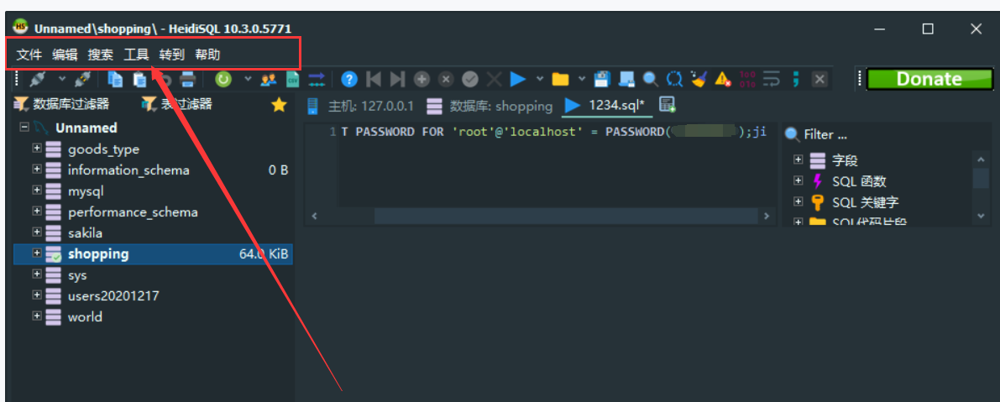 Unnamed\shopping\ - HeidiSQL 10.3.0.5771
文件 编辑 搜索 工具 转到 帮助
Donate
数据库过滤器 表过滤器
主机: 127.0.0.1 数据库: shopping 1234.sql*
Unnamed
goods_type
information_schema 0 B
mysql
performance_schema
sakila
shopping 64.0 KiB
sys
users20201217
world
1 T PASSWORD FOR 'root'@'localhost' = PASSWORD( );ji
Filter ...
字段
SQL 函数
SQL 关键字
SQL代码片段